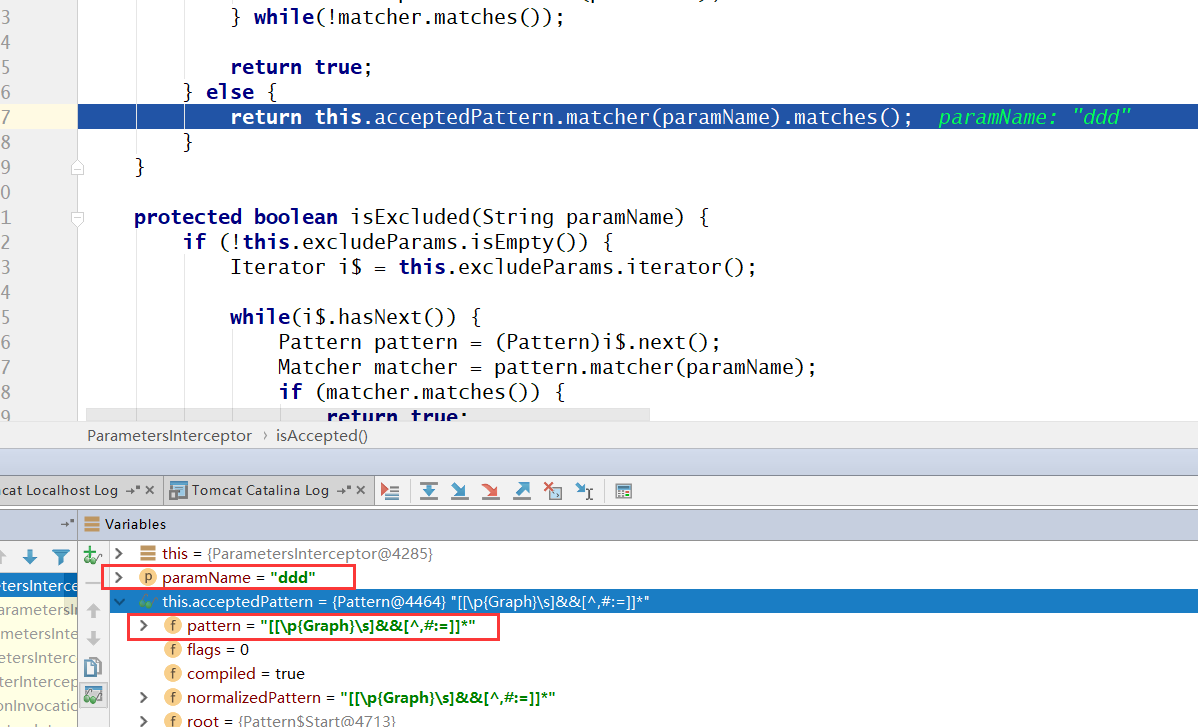 3 } while(!matcher.matches());
4
5 return true;
6 } else {
7 return this.acceptedPattern.matcher(paramName).matches(); paramName: "ddd"
8 }
9 }
0
1 protected boolean isExcluded(String paramName) {
2 if (!this.excludeParams.isEmpty()) {
3 Iterator i$ = this.excludeParams.iterator();
4
5 while(i$.hasNext()) {
6 Pattern pattern = (Pattern)i$.next();
7 Matcher matcher = pattern.matcher(paramName);
8 if (matcher.matches()) {
9 return true;
ParametersInterceptor › isAccepted()
cat Localhost Log Tomcat Catalina Log
Variables
this = {ParametersInterceptor@4285}
tersInterce p paramName = "ddd"
arametersI this.acceptedPattern = {Pattern@4464} "[[\p{Graph}\s]&&[^,#:=]]*"
metersInte f pattern = "[[\p{Graph}\s]&&[^,#:=]]*"
etersInterc f flags = 0
terIntercep f compiled = true
onInvocatic f normalizedPattern = "[[\p{Graph}\s]&&[^,#:=]]*"
f root = {Pattern$Start@4713}